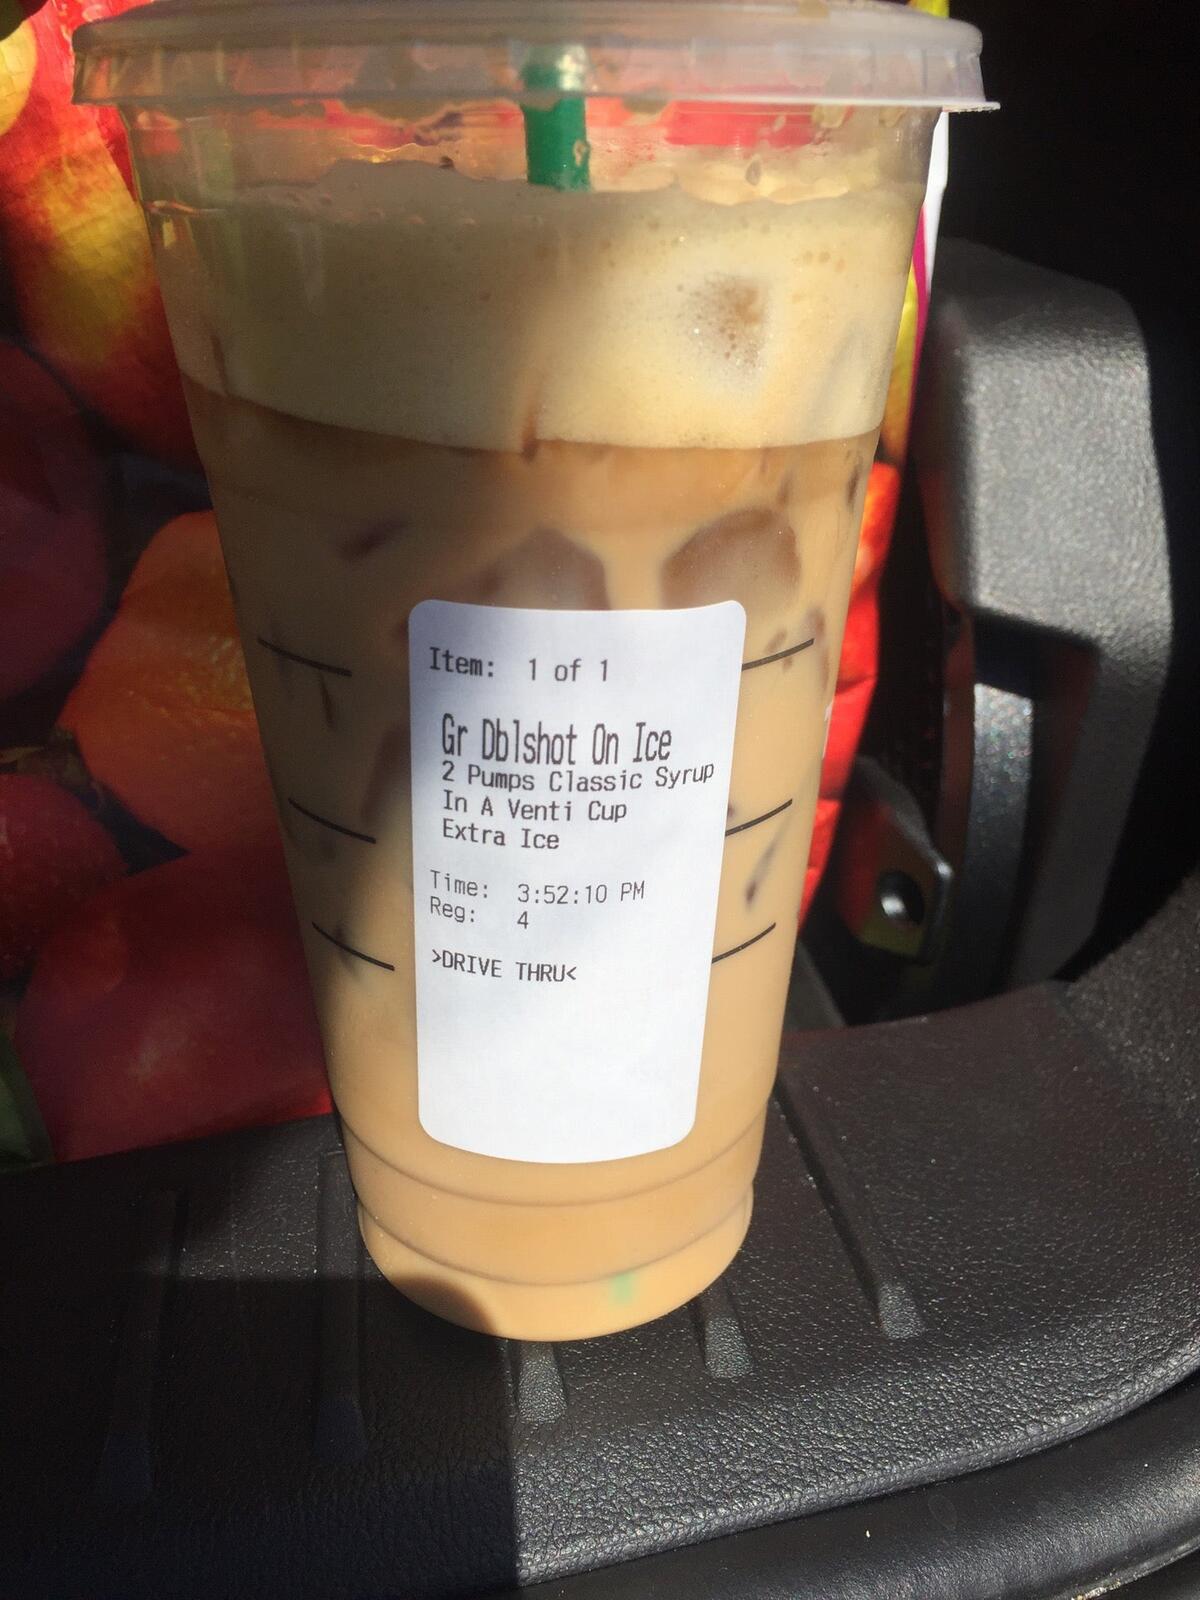 Item: 1 of 1
Gr Dblshot On Ice
2 Pumps Classic Syrup
In A Venti Cup
Extra Ice
Time: 3:52:10 PM
Reg: 4
>DRIVE THRU<